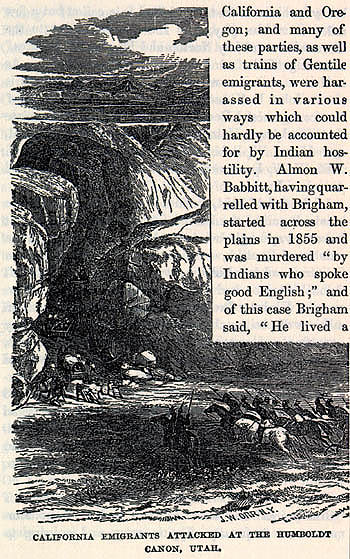 California and Ore-
gon; and many of
these parties, as well
as trains of Gentile
emigrants, were har-
assed in various
ways which could
hardly be accounted
for by Indian hos-
tility. Almon W.
Babbitt, having quar-
relled with Brigham,
started across the
plains in 1855 and
was murdered "by
Indians who spoke
good English;" and
of this case Brigham
said, "He lived a
J.W. ORR. N.Y.
CALIFORNIA EMIGRANTS ATTACKED AT THE HUMBOLDT
CANON, UTAH.